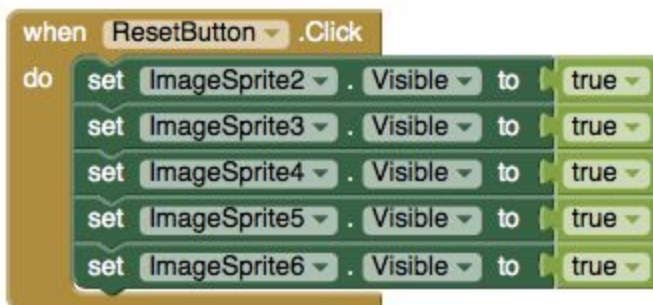 when ResetButton .Click
do set ImageSprite2 . Visible to true
set ImageSprite3 . Visible to true
set ImageSprite4 . Visible to true
set ImageSprite5 . Visible to true
set ImageSprite6 . Visible to true